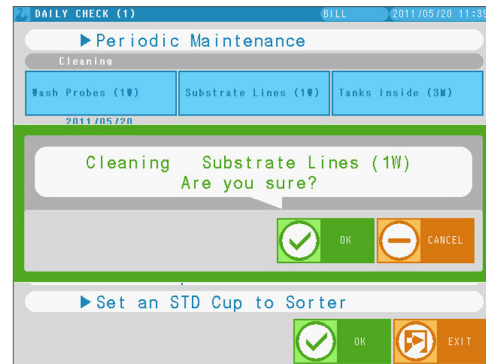 DAILY CHECK (1) BILL 2011/05/20 11:39
▶Periodic Maintenance
Cleaning
Wash Probes (1W) Substrate Lines (1W) Tanks Inside (3M)
2011/05/20
Cleaning Substrate Lines (1W)
Are you sure?
OK CANCEL
▶Set an STD Cup to Sorter
OK EXIT